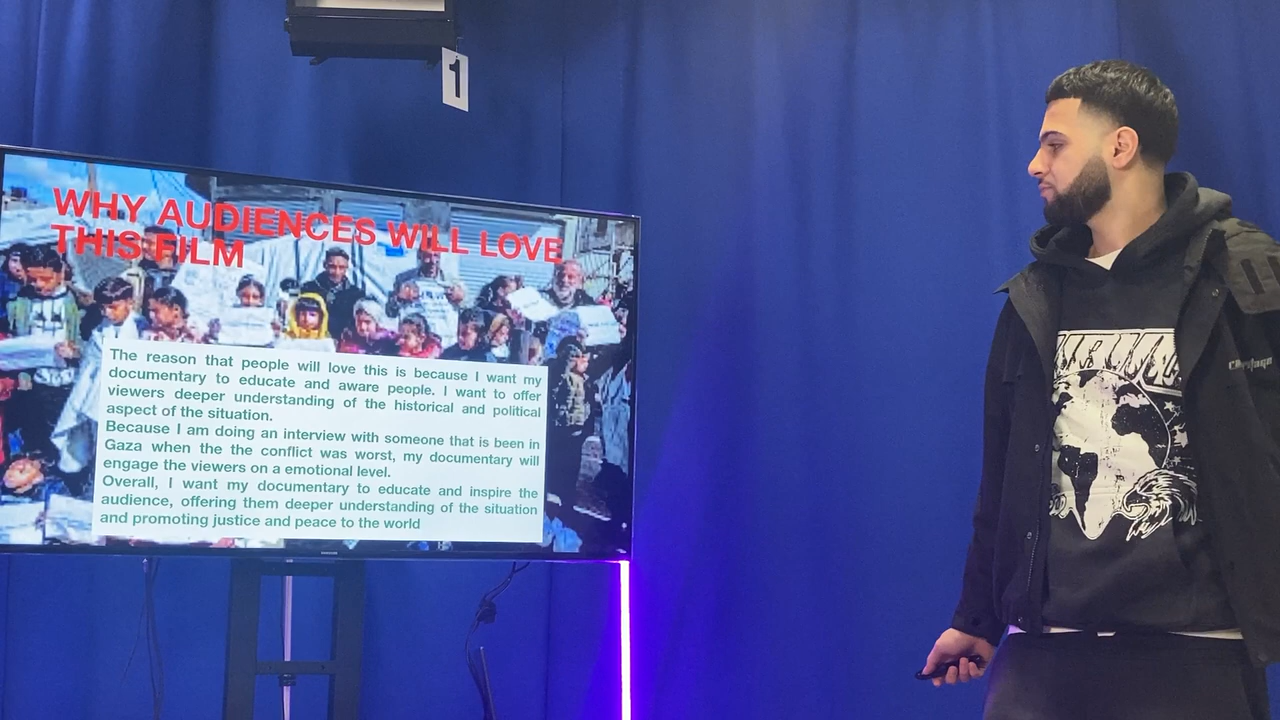 1
WHY AUDIENCES WILL LOVE
THIS FILM
The reason that people will love this is because I want my
documentary to educate and aware people. I want to offer
viewers deeper understanding of the historical and political
aspect of the situation.
Because I am doing an interview with someone that is been in
Gaza when the the conflict was worst, my documentary will
engage the viewers on a emotional level.
Overall, I want my documentary to educate and inspire the
audience, offering them deeper understanding of the situation
and promoting justice and peace to the world